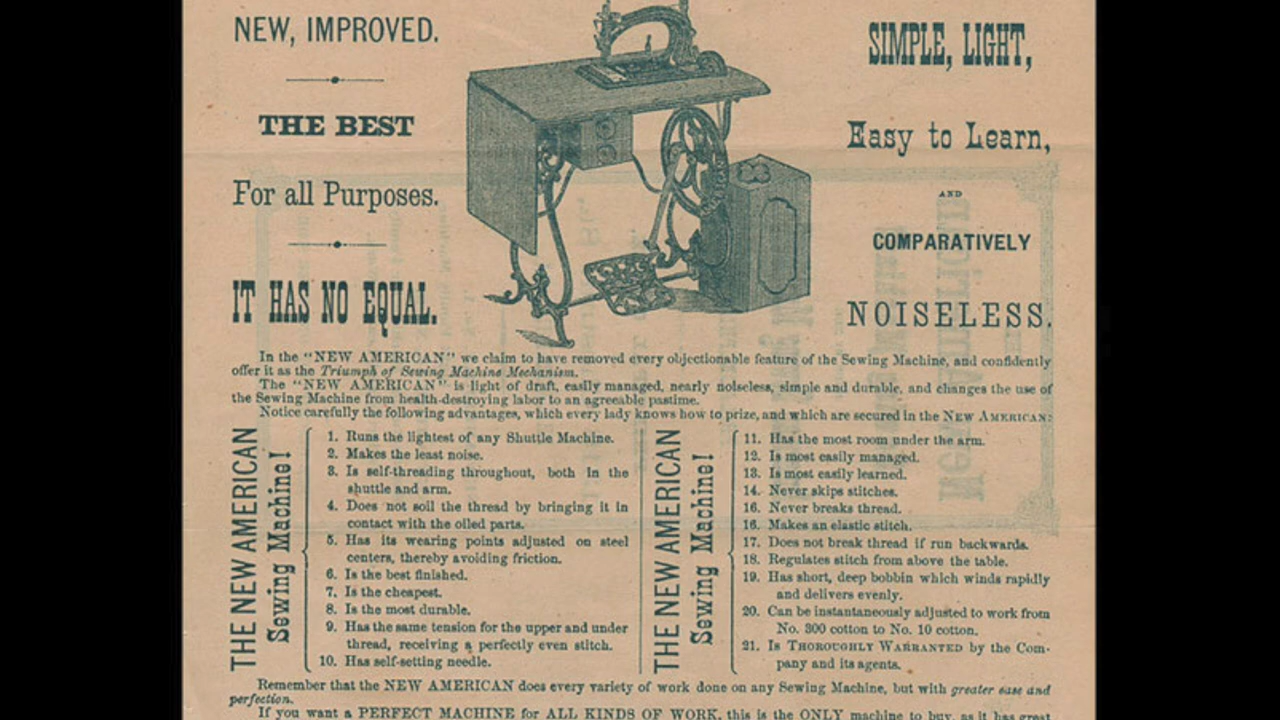 NEW, IMPROVED.
THE BEST
For all Purposes.
IT HAS NO EQUAL.
SIMPLE, LIGHT,
Easy to Learn,
AND
COMPARATIVELY
NOISELESS.
In the "NEW AMERICAN" we claim to have removed every objectionable feature of the Sewing Machine, and confidently
offer it as the Triumph of Sewing Machine Mechanism.
The "NEW AMERICAN" is light of draft, easily managed, nearly noiseless, simple and durable, and changes the use of
the Sewing Machine from health-destroying labor to an agreeable pastime.
Notice carefully the following advantages, which every lady knows how to prize, and which are secured in the NEW AMERICAN:
THE NEW AMERICAN
Sewing Machine!
1. Runs the lightest of any Shuttle Machine.
2. Makes the least noise.
3. Is self-threading throughout, both in the
shuttle and arm.
4. Does not soil the thread by bringing it in
contact with the oiled parts.
5. Has its wearing points adjusted on steel
centers, thereby avoiding friction.
6. Is the best finished.
7. Is the cheapest.
8. Is the most durable.
9. Has the same tension for the upper and under
thread, receiving a perfectly even stitch.
10. Has self-setting needle.
THE NEW AMERICAN
Sewing Machine!
11. Has the most room under the arm.
12. Is most easily managed.
13. Is most easily learned.
14. Never skips stitches.
16. Never breaks thread.
16. Makes an elastic stitch.
17. Does not break thread if run backwards.
18. Regulates stitch from above the table.
19. Has short, deep bobbin which winds rapidly
and delivers evenly.
20. Can be instantaneously adjusted to work from
No. 300 cotton to No. 10 cotton.
21. Is THOROUGHLY WARRANTED by the Com-
pany and its agents.
Remember that the NEW AMERICAN does every variety of work done on any Sewing Machine, but with greater ease and
perfection.
If you want a PERFECT MACHINE for ALL KINDS OF WORK, this is the ONLY machine to buy, as it has great